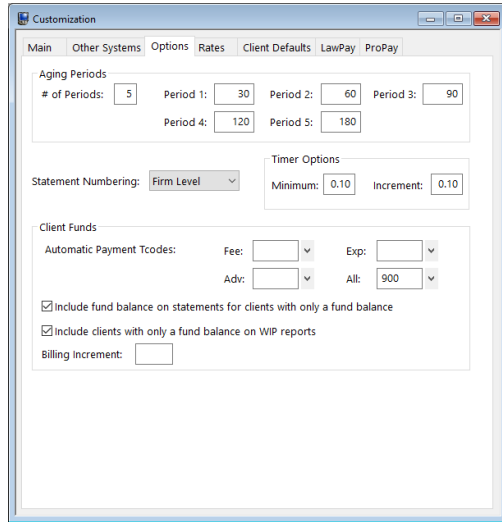 Customization
Main Other Systems Options Rates Client Defaults LawPay ProPay
Aging Periods
# of Periods: 5 Period 1: 30 Period 2: 60 Period 3: 90
Period 4: 120 Period 5: 180
Timer Options
Statement Numbering: Firm Level Minimum: 0.10 Increment: 0.10
Client Funds
Automatic Payment Tcodes: Fee: Exp:
Adv: All: 900
Include fund balance on statements for clients with only a fund balance
Include clients with only a fund balance on WIP reports
Billing Increment: